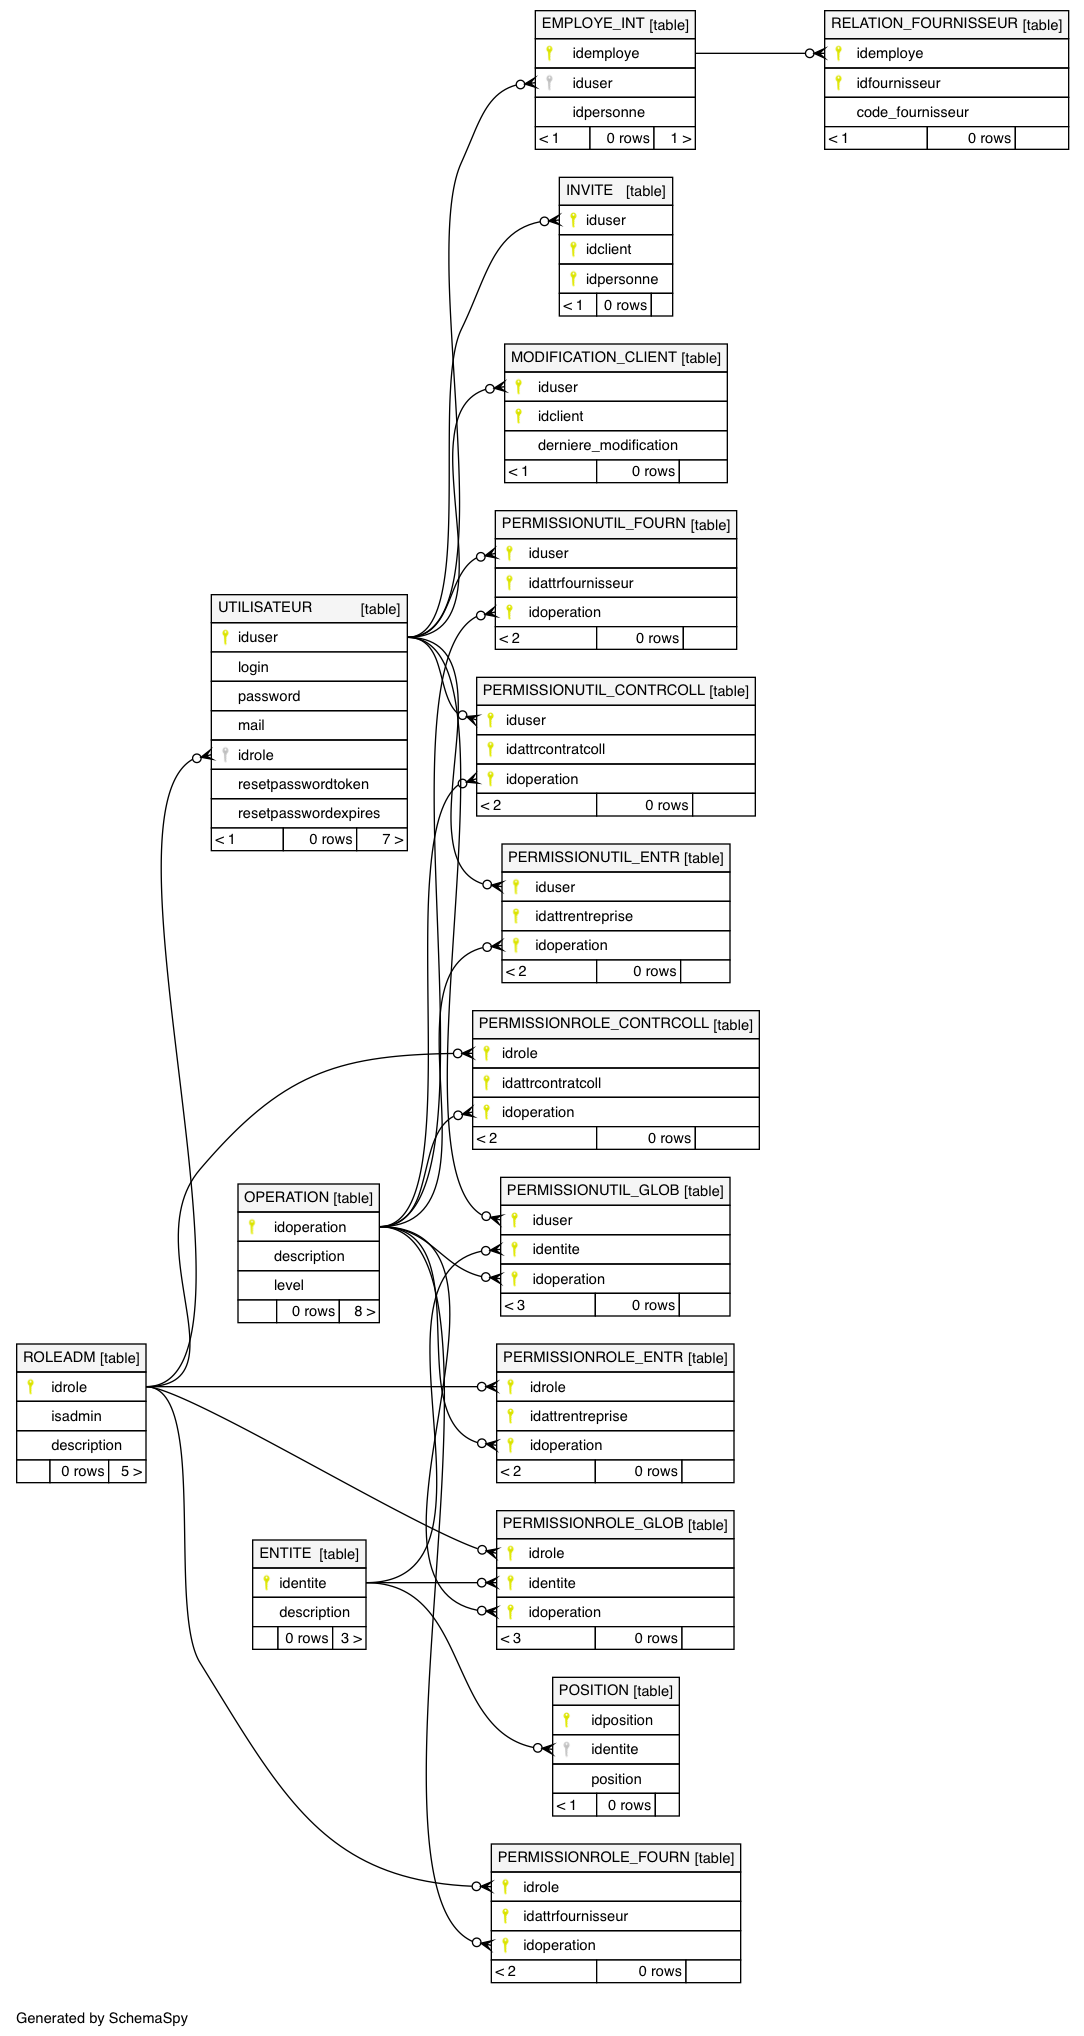 EMPLOYE_INT [table]
idemploye
iduser
idpersonne
< 1 0 rows 1 >
RELATION_FOURNISSEUR [table]
idemploye
idfournisseur
code_fournisseur
< 1 0 rows
INVITE [table]
iduser
idclient
idpersonne
< 1 0 rows
MODIFICATION_CLIENT [table]
iduser
idclient
derniere_modification
< 1 0 rows
PERMISSIONUTIL_FOURN [table]
iduser
idattrfournisseur
idoperation
< 2 0 rows
UTILISATEUR [table]
iduser
login
password
mail
idrole
resetpasswordtoken
resetpasswordexpires
< 1 0 rows 7 >
PERMISSIONUTIL_CONTRCOLL [table]
iduser
idattrcontratcoll
idoperation
< 2 0 rows
PERMISSIONUTIL_ENTR [table]
iduser
idattrentreprise
idoperation
< 2 0 rows
PERMISSIONROLE_CONTRCOLL [table]
idrole
idattrcontratcoll
idoperation
< 2 0 rows
OPERATION [table]
idoperation
description
level
0 rows 8 >
PERMISSIONUTIL_GLOB [table]
iduser
identite
idoperation
< 3 0 rows
ROLEADM [table]
idrole
isadmin
description
0 rows 5 >
PERMISSIONROLE_ENTR [table]
idrole
idattrentreprise
idoperation
< 2 0 rows
ENTITE [table]
identite
description
0 rows 3 >
PERMISSIONROLE_GLOB [table]
idrole
identite
idoperation
< 3 0 rows
POSITION [table]
idposition
identite
position
< 1 0 rows
PERMISSIONROLE_FOURN [table]
idrole
idattrfournisseur
idoperation
< 2 0 rows
Generated by SchemaSpy